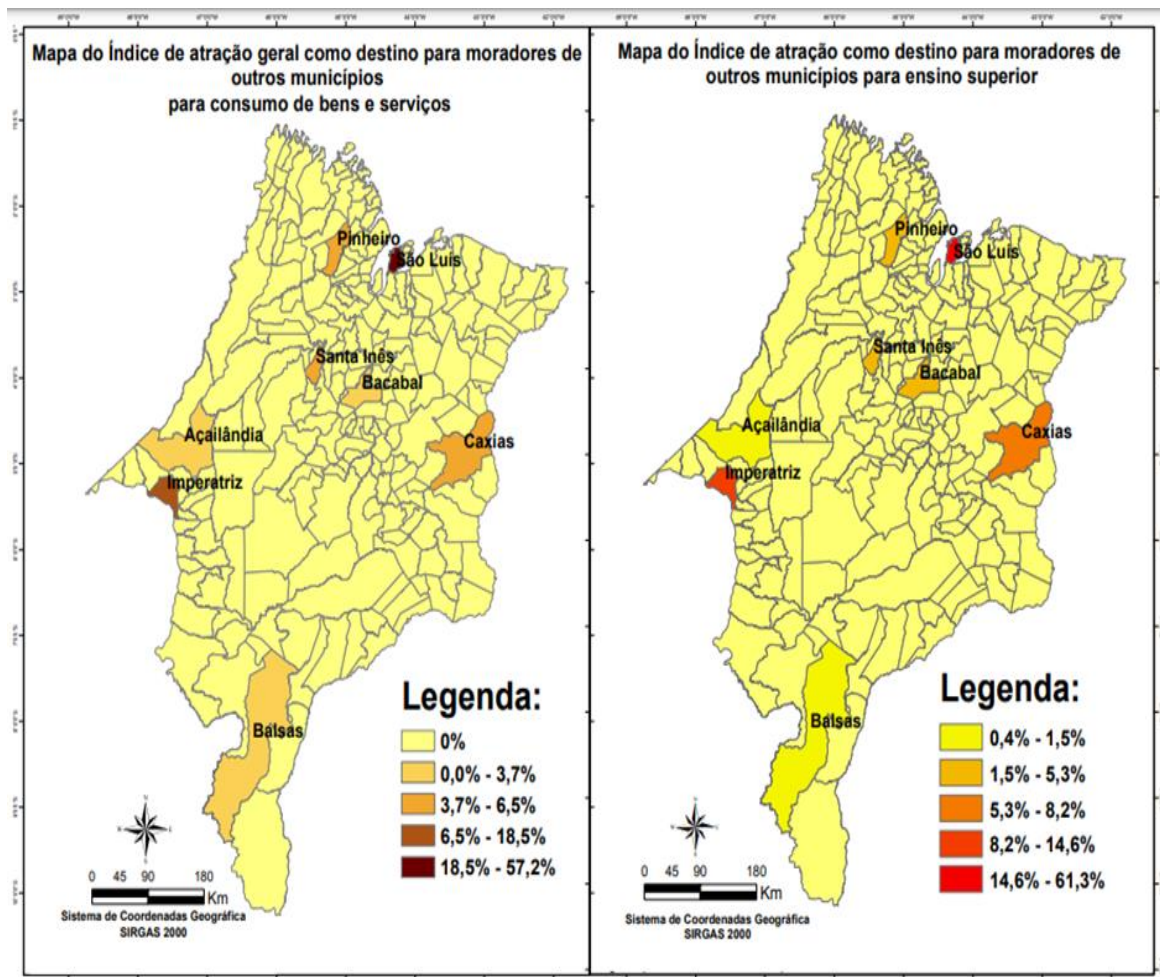 Mapa do Índice de atração geral como destino para moradores de
outros municípios
para consumo de bens e serviços
Pinheiro
São Luis
Santa Inês
Bacabal
Açailândia
Caxias
Imperatriz
Balsas
Legenda:
0%
0,0% - 3,7%
3,7% - 6,5%
6,5% - 18,5%
18,5% - 57,2%
0 45 90 180
Km
Sistema de Coordenadas Geográfica
SIRGAS 2000
Mapa do Índice de atração como destino para moradores de
outros municípios para ensino superior
Pinheiro
São Luis
Santa Inês
Bacabal
Açailândia
Caxias
Imperatriz
Balsas
Legenda:
0,4% - 1,5%
1,5% - 5,3%
5,3% - 8,2%
8,2% - 14,6%
14,6% - 61,3%
0 45 90 180
Km
Sistema de Coordenadas Geográfica
SIRGAS 2000